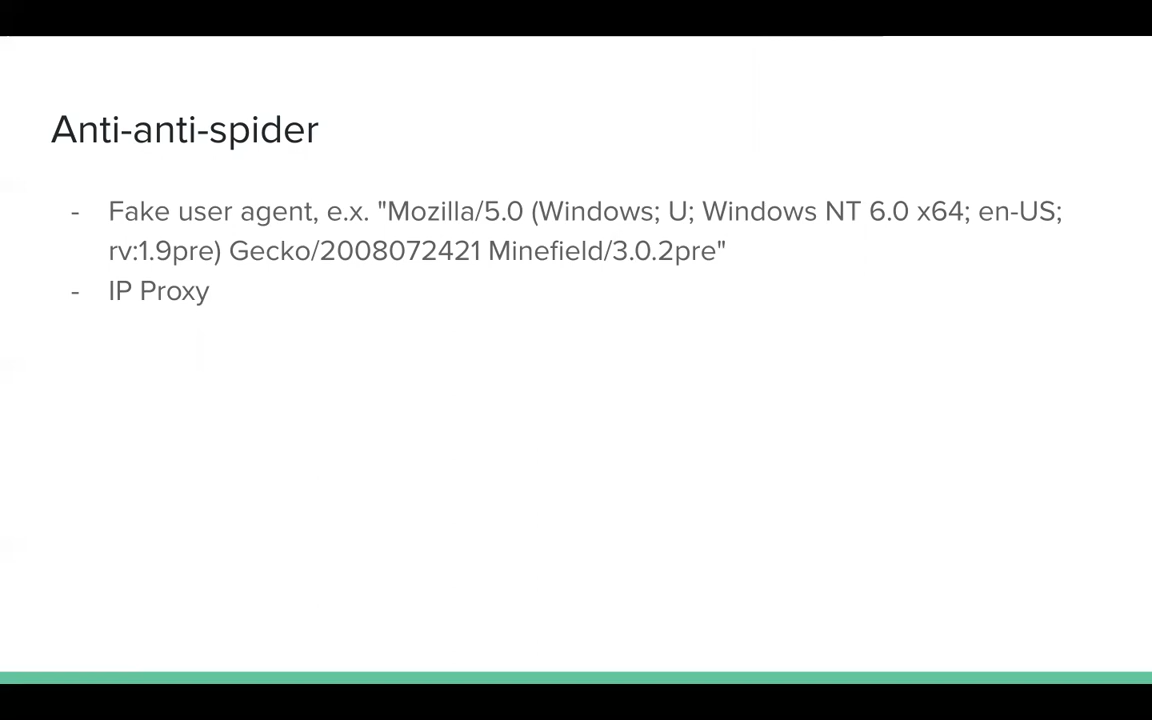 Anti-anti-spider
- Fake user agent, e.x. "Mozilla/5.0 (Windows; U; Windows NT 6.0 x64; en-US;
rv:1.9pre) Gecko/2008072421 Minefield/3.0.2pre"
- IP Proxy